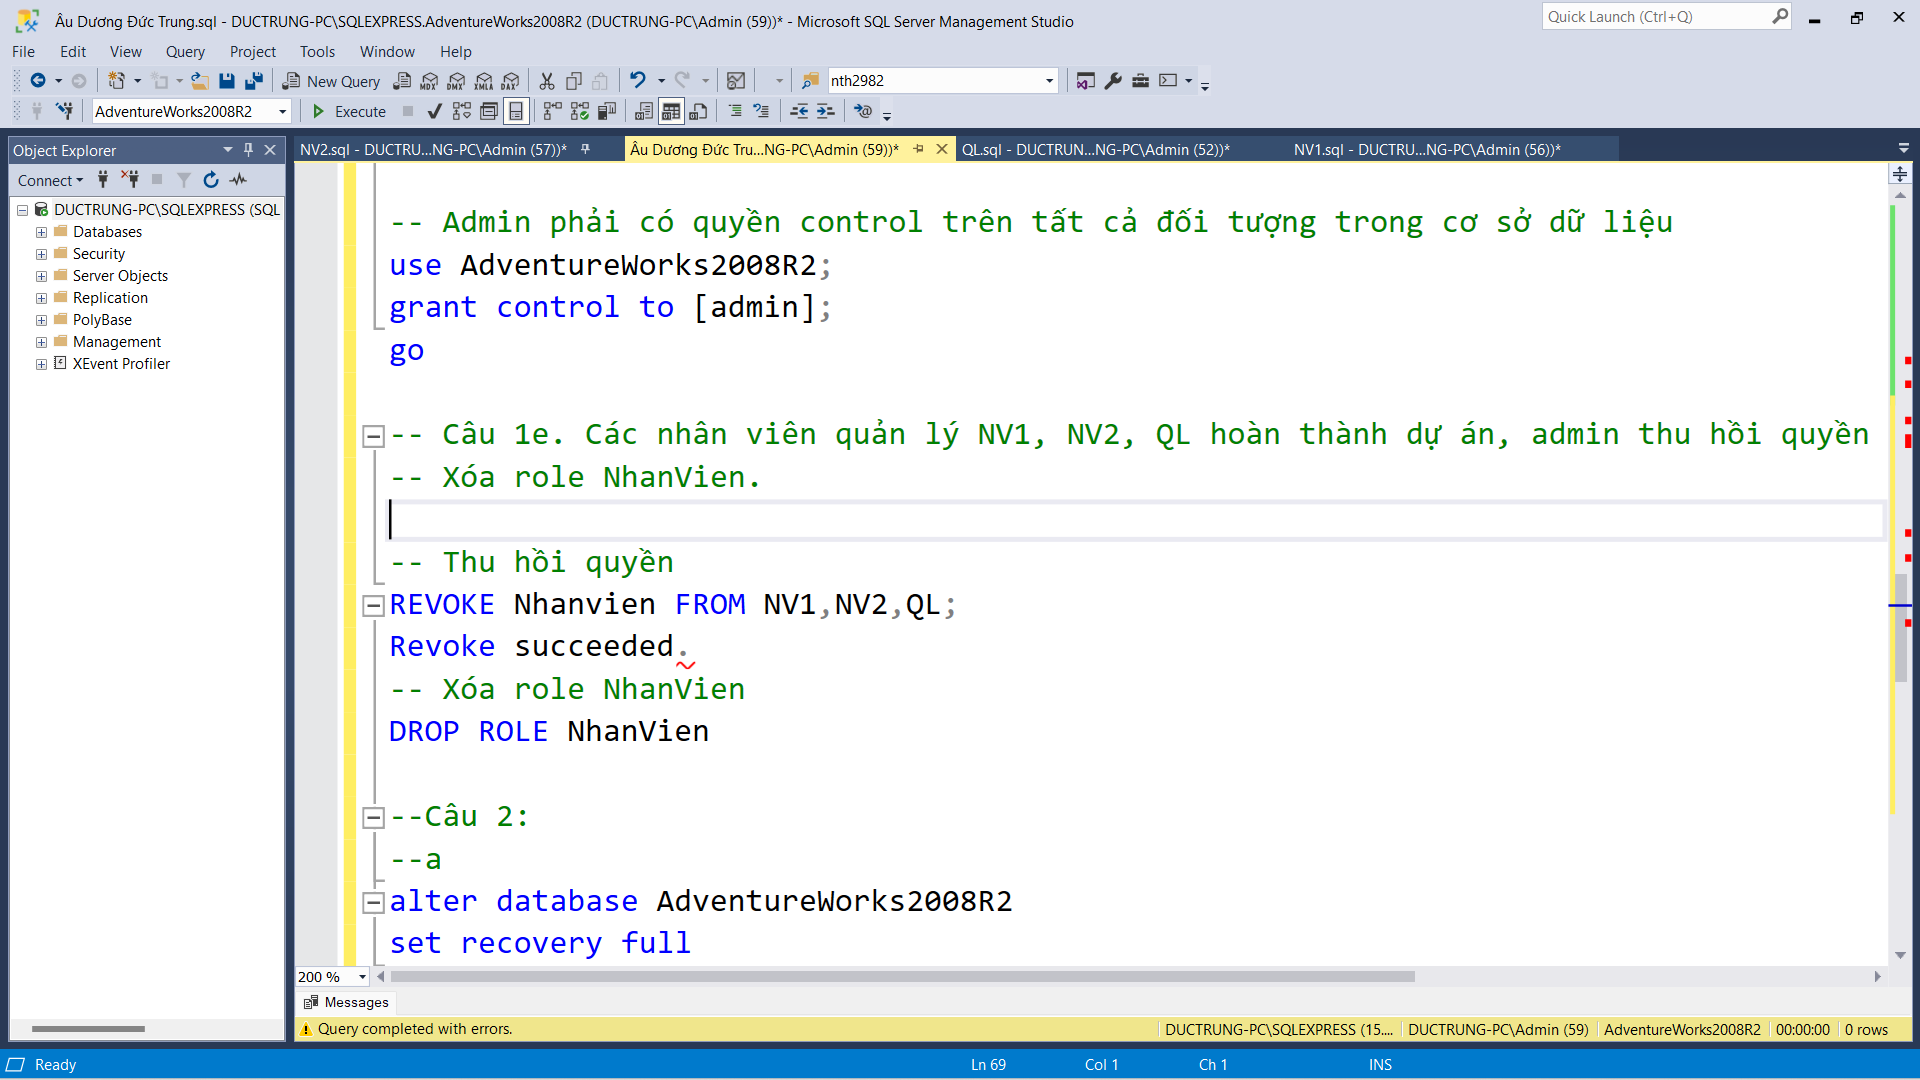 Âu Dương Đức Trung.sql - DUCTRUNG-PC\SQLEXPRESS.AdventureWorks2008R2 (DUCTRUNG-PC\Admin (59))* - Microsoft SQL Server Management Studio
Quick Launch (Ctrl+Q)
File Edit View Query Project Tools Window Help
New Query MDX DMX XMLA DAX nth2982
AdventureWorks2008R2 Execute
Object Explorer
NV2.sql - DUCTRU...NG-PC\Admin (57))* Âu Dương Đức Tru...NG-PC\Admin (59))* QL.sql - DUCTRUN...NG-PC\Admin (52))* NV1.sql - DUCTRU...NG-PC\Admin (56))*
Connect
DUCTRUNG-PC\SQLEXPRESS (SQL
Databases
Security
Server Objects
Replication
PolyBase
Management
XEvent Profiler
-- Admin phải có quyền control trên tất cả đối tượng trong cơ sở dữ liệu
use AdventureWorks2008R2;
grant control to [admin];
go
-- Câu 1e. Các nhân viên quản lý NV1, NV2, QL hoàn thành dự án, admin thu hồi quyền
-- Xóa role NhanVien.
-- Thu hồi quyền
REVOKE Nhanvien FROM NV1,NV2,QL;
Revoke succeeded.
-- Xóa role NhanVien
DROP ROLE NhanVien
--Câu 2:
--a
alter database AdventureWorks2008R2
set recovery full
200 %
Messages
Query completed with errors. DUCTRUNG-PC\SQLEXPRESS (15.... DUCTRUNG-PC\Admin (59) AdventureWorks2008R2 00:00:00 0 rows
Ready Ln 69 Col 1 Ch 1 INS